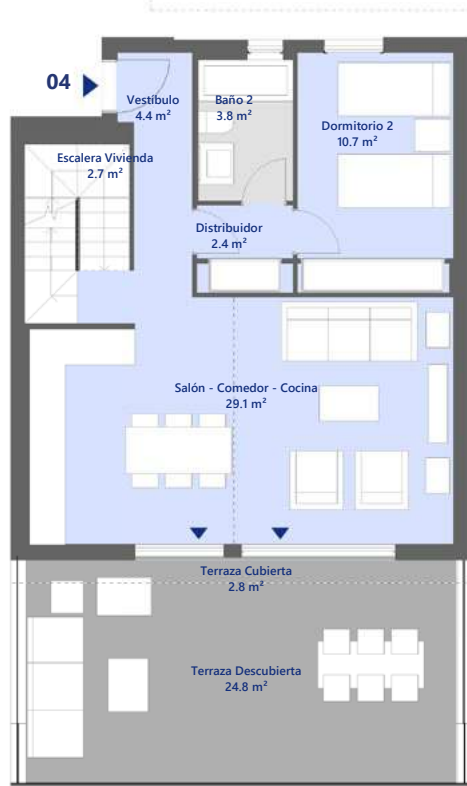 04
Vestíbulo
4.4 m²
Baño 2
3.8 m²
Dormitorio 2
10.7 m²
Escalera Vivienda
2.7 m²
Distribuidor
2.4 m²
Salón - Comedor - Cocina
29.1 m²
Terraza Cubierta
2.8 m²
Terraza Descubierta
24.8 m²